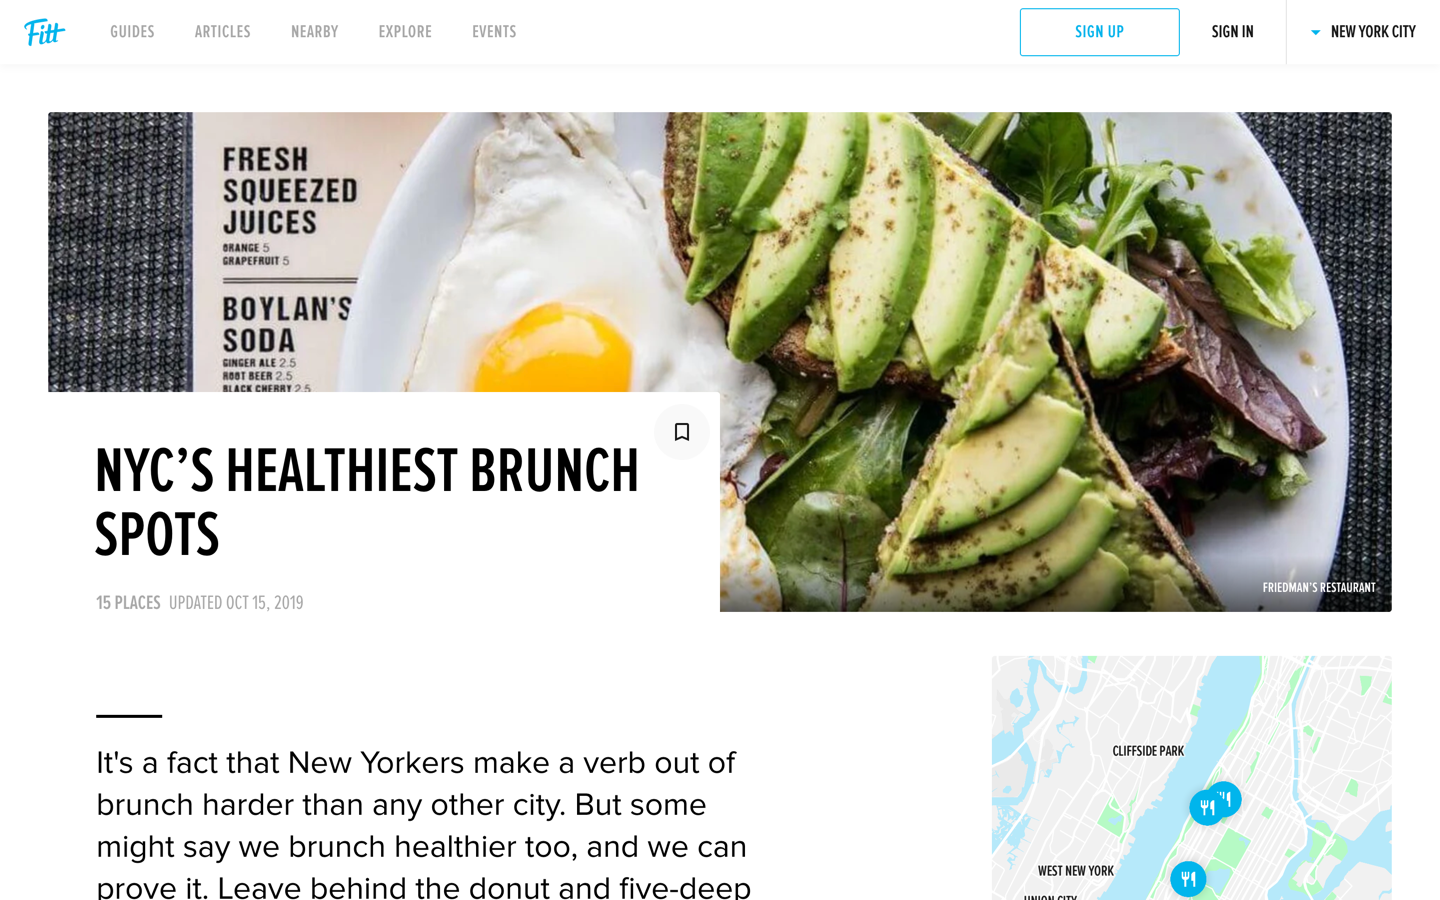 Fitt
GUIDES
ARTICLES
NEARBY
EXPLORE
EVENTS
SIGN UP
SIGN IN
NEW YORK CITY
FRESH
SQUEEZED
JUICES
ORANGE 5
GRAPEFRUIT 5
BOYLAN'S
SODA
GINGER ALE 2.5
ROOT BEER 2.5
BLACK CHERRY 2.5
NYC’S HEALTHIEST BRUNCH
SPOTS
15 PLACES UPDATED OCT 15, 2019
FRIEDMAN'S RESTAURANT
It's a fact that New Yorkers make a verb out of
brunch harder than any other city. But some
might say we brunch healthier too, and we can
prove it. Leave behind the donut and five-deep
CLIFFSIDE PARK
WEST NEW YORK
UNION CITY